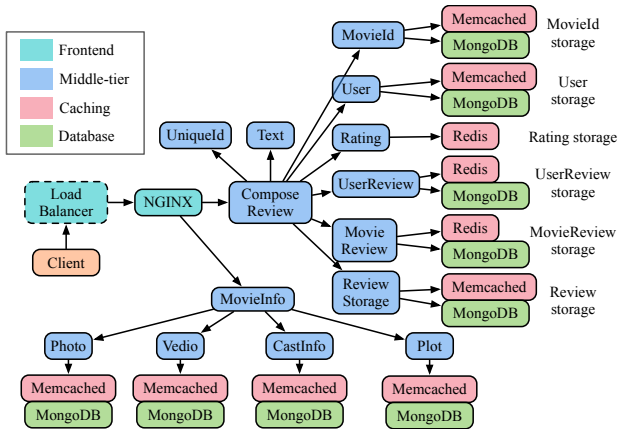 Frontend
Middle-tier
Caching
Database
MovieId
Memcached
MongoDB
MovieId
storage
User
Memcached
MongoDB
User
storage
UniqueId
Text
Rating
Redis
Rating storage
Load
Balancer
NGINX
Compose
Review
UserReview
Redis
MongoDB
UserReview
storage
Client
Movie
Review
Redis
MongoDB
MovieReview
storage
Review
Storage
Memcached
MongoDB
Review
storage
MovieInfo
Photo
Vedio
CastInfo
Plot
Memcached
MongoDB
Memcached
MongoDB
Memcached
MongoDB
Memcached
MongoDB